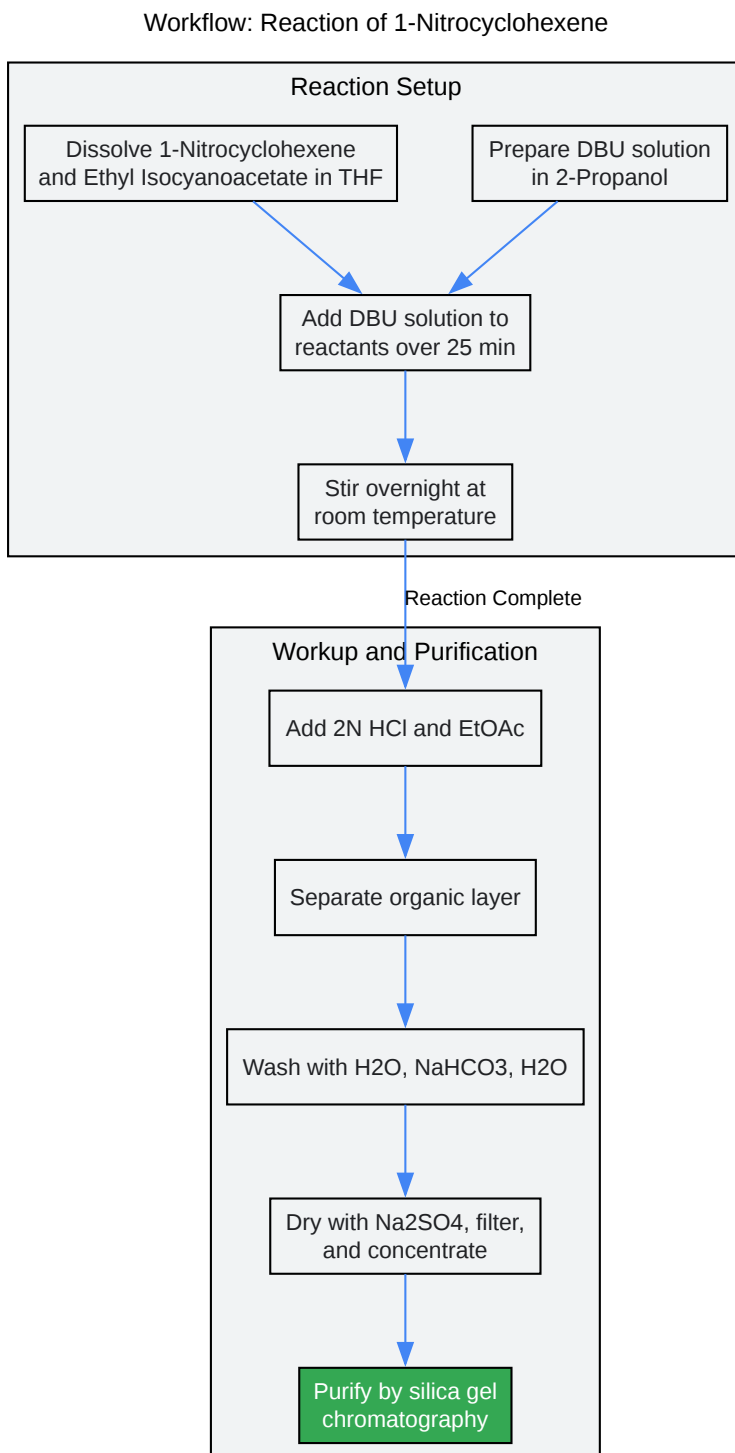 Workflow: Reaction of 1-Nitrocyclohexene
Reaction Setup
Dissolve 1-Nitrocyclohexene
and Ethyl Isocyanoacetate in THF
Prepare DBU solution
in 2-Propanol
Add DBU solution to
reactants over 25 min
Stir overnight at
room temperature
Reaction Complete
Workup and Purification
Add 2N HCl and EtOAc
Separate organic layer
Wash with H2O, NaHCO3, H2O
Dry with Na2SO4, filter,
and concentrate
Purify by silica gel
chromatography